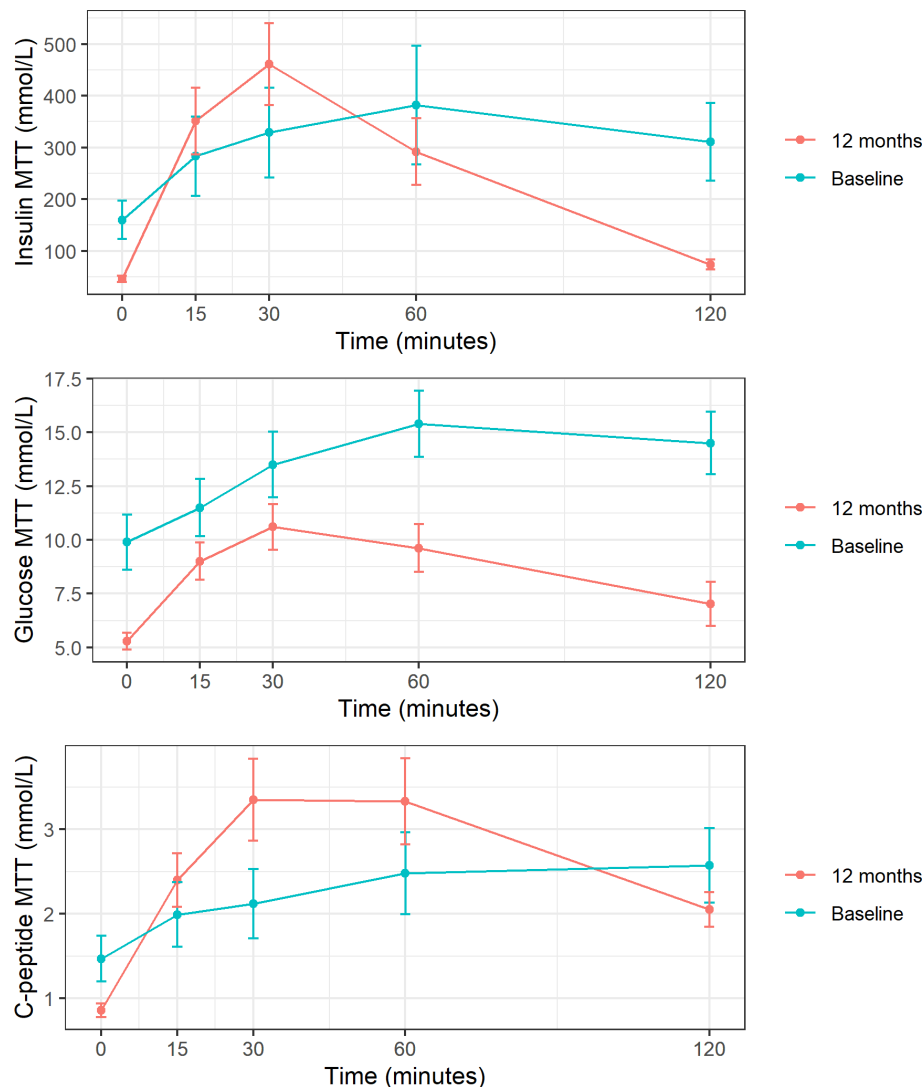 Insulin MTT (mmol/L)
500
400
300
200
100
0 15 30 60 120
Time (minutes)
12 months
Baseline
Glucose MTT (mmol/L)
17.5
15.0
12.5
10.0
7.5
5.0
0 15 30 60 120
Time (minutes)
12 months
Baseline
C-peptide MTT (mmol/L)
3
2
1
0 15 30 60 120
Time (minutes)
12 months
Baseline